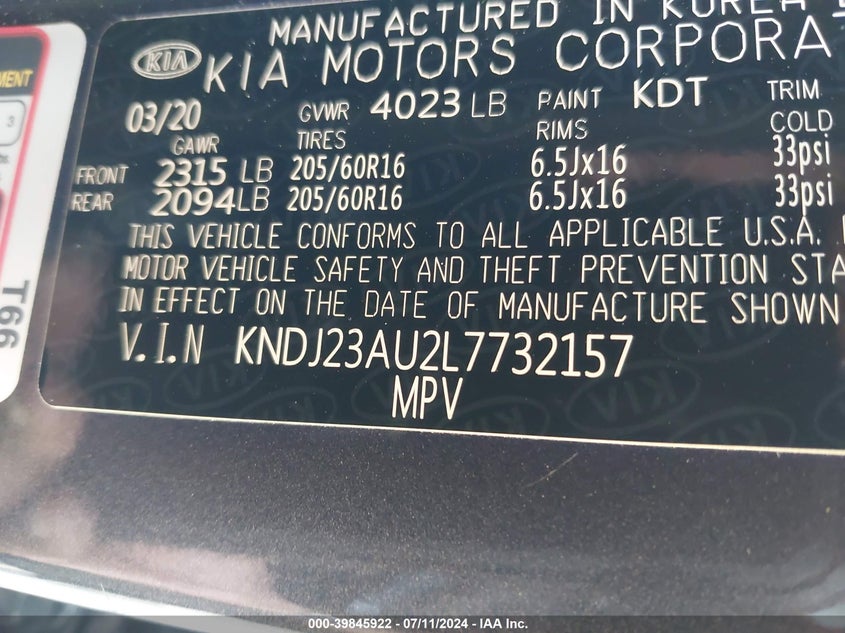 MANUFACTURED IN KOREA
KIA KIA MOTORS CORPORA
03/20 GVWR 4023 LB PAINT KDT TRIM
GAWR TIRES RIMS COLD
FRONT 2315 LB 205/60R16 6.5Jx16 33psi
REAR 2094LB 205/60R16 6.5Jx16 33psi
THIS VEHICLE CONFORMS TO ALL APPLICABLE U.S.A.
MOTOR VEHICLE SAFETY AND THEFT PREVENTION STA
IN EFFECT ON THE DATE OF MANUFACTURE SHOWN
V.I.N KNDJ23AU2L7732157
MPV
MENT
3
T66
000-39845922 - 07/11/2024 - IAA Inc.